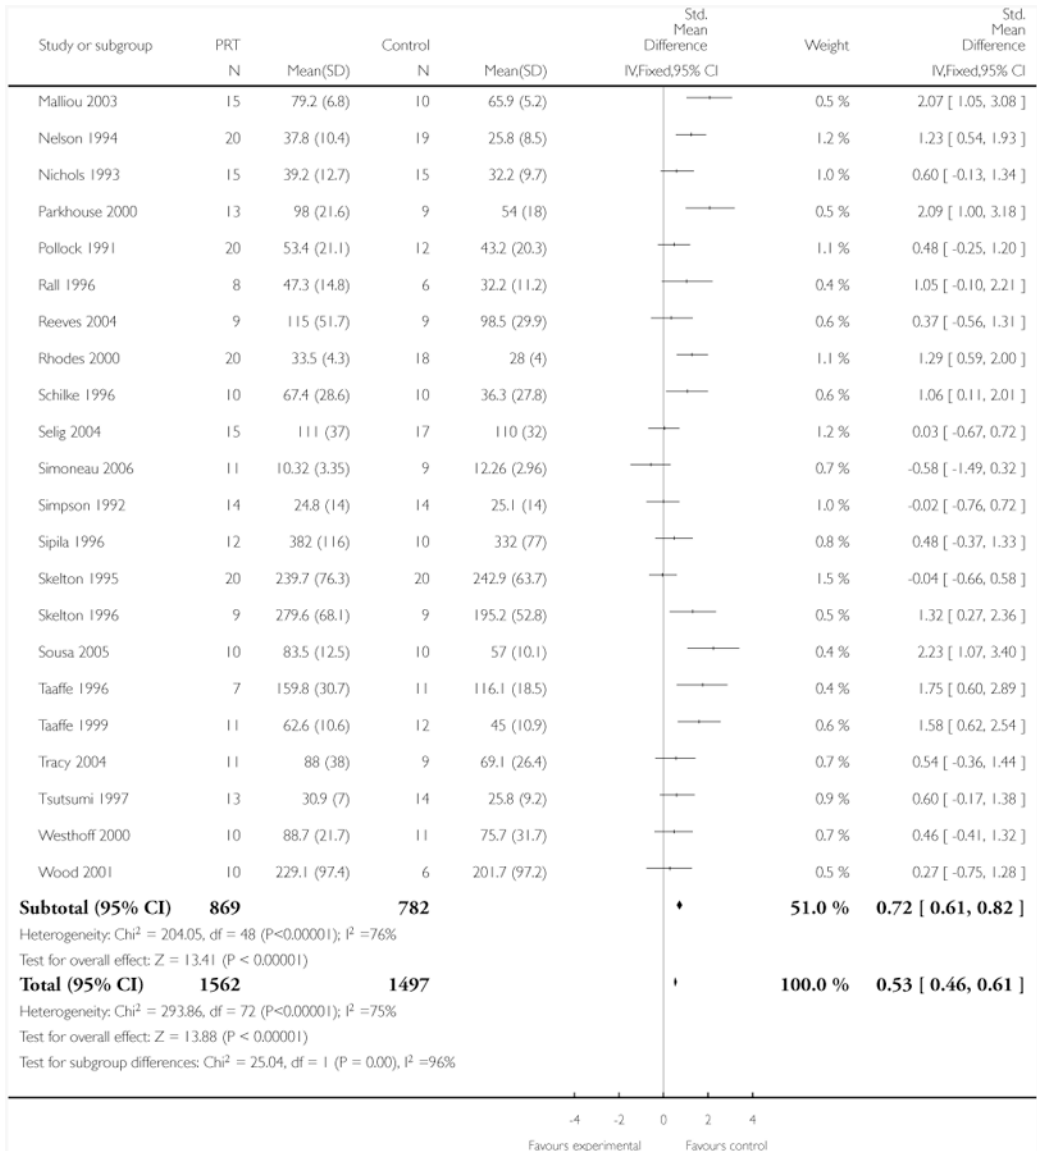 Study or subgroup PRT Control Std. Mean Difference Weight Std. Mean Difference
N Mean(SD) N Mean(SD) IV,Fixed,95% CI IV,Fixed,95% CI
Malliou 2003 15 79.2 (6.8) 10 65.9 (5.2) 0.5 % 2.07 [ 1.05, 3.08 ]
Nelson 1994 20 37.8 (10.4) 19 25.8 (8.5) 1.2 % 1.23 [ 0.54, 1.93 ]
Nichols 1993 15 39.2 (12.7) 15 32.2 (9.7) 1.0 % 0.60 [ -0.13, 1.34 ]
Parkhouse 2000 13 98 (21.6) 9 54 (18) 0.5 % 2.09 [ 1.00, 3.18 ]
Pollock 1991 20 53.4 (21.1) 12 43.2 (20.3) 1.1 % 0.48 [ -0.25, 1.20 ]
Rall 1996 8 47.3 (14.8) 6 32.2 (11.2) 0.4 % 1.05 [ -0.10, 2.21 ]
Reeves 2004 9 115 (51.7) 9 98.5 (29.9) 0.6 % 0.37 [ -0.56, 1.31 ]
Rhodes 2000 20 33.5 (4.3) 18 28 (4) 1.1 % 1.29 [ 0.59, 2.00 ]
Schilke 1996 10 67.4 (28.6) 10 36.3 (27.8) 0.6 % 1.06 [ 0.11, 2.01 ]
Selig 2004 15 111 (37) 17 110 (32) 1.2 % 0.03 [ -0.67, 0.72 ]
Simoneau 2006 11 10.32 (3.35) 9 12.26 (2.96) 0.7 % -0.58 [ -1.49, 0.32 ]
Simpson 1992 14 24.8 (14) 14 25.1 (14) 1.0 % -0.02 [ -0.76, 0.72 ]
Sipila 1996 12 382 (116) 10 332 (77) 0.8 % 0.48 [ -0.37, 1.33 ]
Skelton 1995 20 239.7 (76.3) 20 242.9 (63.7) 1.5 % -0.04 [ -0.66, 0.58 ]
Skelton 1996 9 279.6 (68.1) 9 195.2 (52.8) 0.5 % 1.32 [ 0.27, 2.36 ]
Sousa 2005 10 83.5 (12.5) 10 57 (10.1) 0.4 % 2.23 [ 1.07, 3.40 ]
Taaffe 1996 7 159.8 (30.7) 11 116.1 (18.5) 0.4 % 1.75 [ 0.60, 2.89 ]
Taaffe 1999 11 62.6 (10.6) 12 45 (10.9) 0.6 % 1.58 [ 0.62, 2.54 ]
Tracy 2004 11 88 (38) 9 69.1 (26.4) 0.7 % 0.54 [ -0.36, 1.44 ]
Tsutsumi 1997 13 30.9 (7) 14 25.8 (9.2) 0.9 % 0.60 [ -0.17, 1.38 ]
Westhoff 2000 10 88.7 (21.7) 11 75.7 (31.7) 0.7 % 0.46 [ -0.41, 1.32 ]
Wood 2001 10 229.1 (97.4) 6 201.7 (97.2) 0.5 % 0.27 [ -0.75, 1.28 ]
Subtotal (95% CI) 869 782 51.0 % 0.72 [ 0.61, 0.82 ]
Heterogeneity: Chi² = 204.05, df = 48 (P<0.00001); I² =76%
Test for overall effect: Z = 13.41 (P < 0.00001)
Total (95% CI) 1562 1497 100.0 % 0.53 [ 0.46, 0.61 ]
Heterogeneity: Chi² = 293.86, df = 72 (P<0.00001); I² =75%
Test for overall effect: Z = 13.88 (P < 0.00001)
Test for subgroup differences: Chi² = 25.04, df = 1 (P = 0.00), I² =96%
-4 -2 0 2 4
Favours experimental Favours control